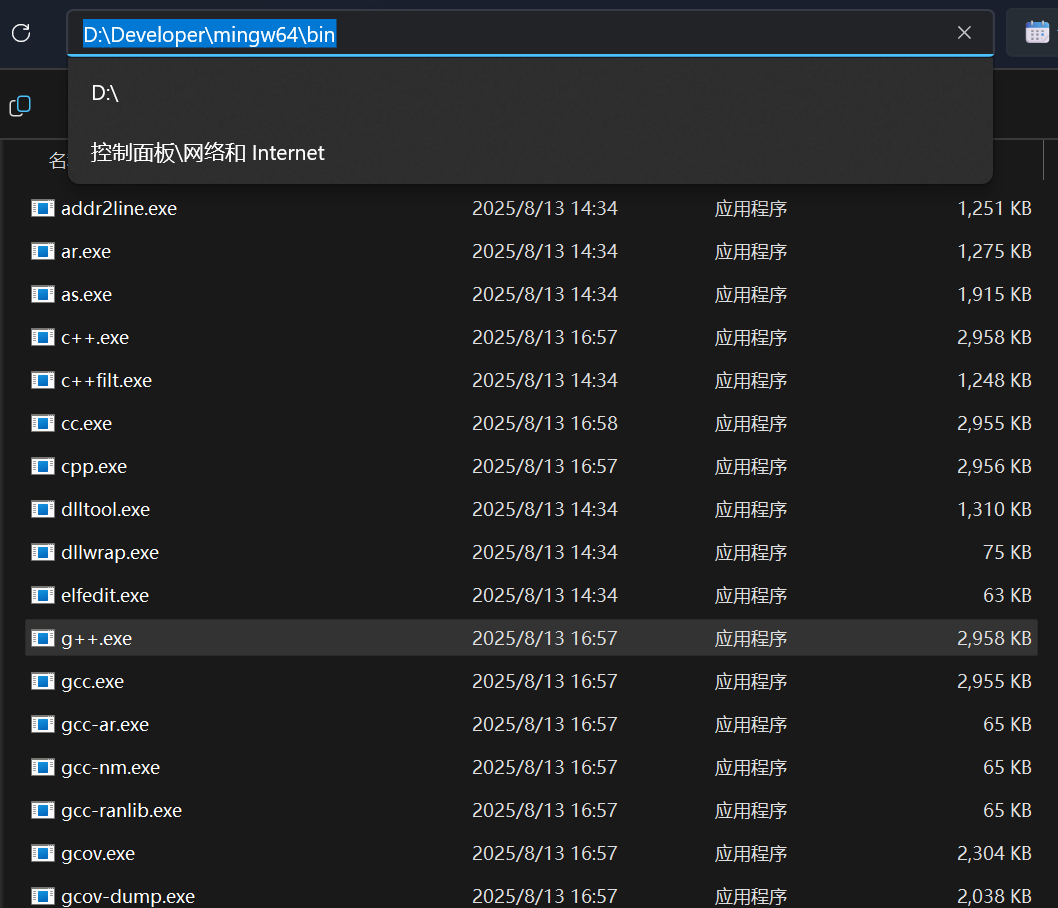 D:\Developer\mingw64\bin
D:\
控制面板\网络和 Internet
名
addr2line.exe 2025/8/13 14:34 应用程序 1,251 KB
ar.exe 2025/8/13 14:34 应用程序 1,275 KB
as.exe 2025/8/13 14:34 应用程序 1,915 KB
c++.exe 2025/8/13 16:57 应用程序 2,958 KB
c++filt.exe 2025/8/13 14:34 应用程序 1,248 KB
cc.exe 2025/8/13 16:58 应用程序 2,955 KB
cpp.exe 2025/8/13 16:57 应用程序 2,956 KB
dlltool.exe 2025/8/13 14:34 应用程序 1,310 KB
dllwrap.exe 2025/8/13 14:34 应用程序 75 KB
elfedit.exe 2025/8/13 14:34 应用程序 63 KB
g++.exe 2025/8/13 16:57 应用程序 2,958 KB
gcc.exe 2025/8/13 16:57 应用程序 2,955 KB
gcc-ar.exe 2025/8/13 16:57 应用程序 65 KB
gcc-nm.exe 2025/8/13 16:57 应用程序 65 KB
gcc-ranlib.exe 2025/8/13 16:57 应用程序 65 KB
gcov.exe 2025/8/13 16:57 应用程序 2,304 KB
gcov-dump.exe 2025/8/13 16:57 应用程序 2,038 KB